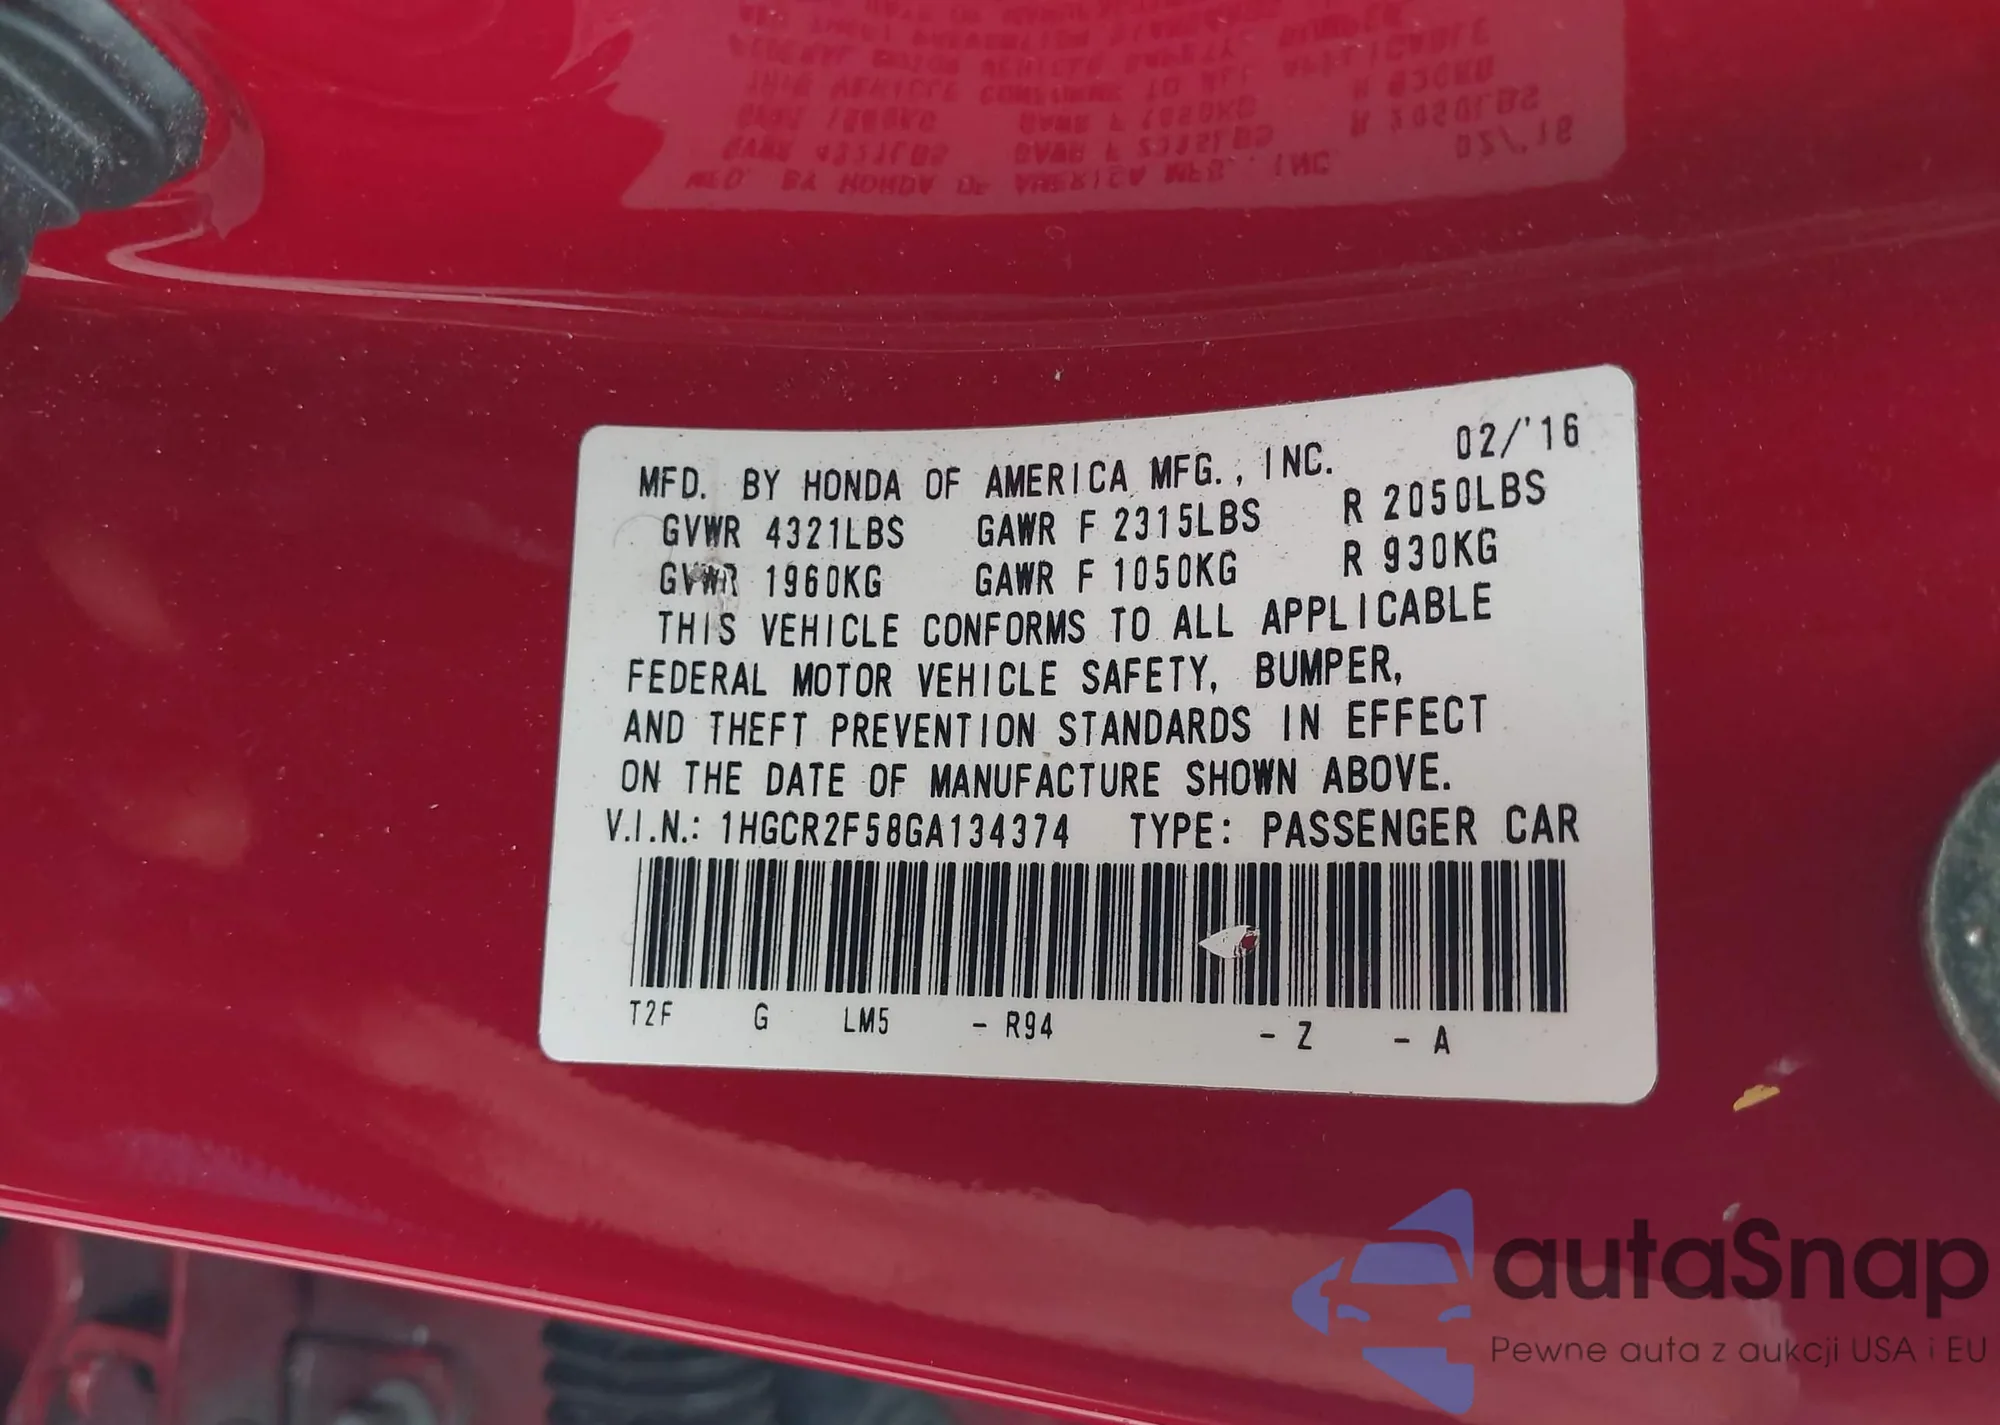 MFD. BY HONDA OF AMERICA MFG., INC. 02/'16
GVWR 4321LBS GAWR F 2315LBS R 2050LBS
GVWR 1960KG GAWR F 1050KG R 930KG
THIS VEHICLE CONFORMS TO ALL APPLICABLE
FEDERAL MOTOR VEHICLE SAFETY, BUMPER,
AND THEFT PREVENTION STANDARDS IN EFFECT
ON THE DATE OF MANUFACTURE SHOWN ABOVE.
V.I.N.: 1HGCR2F58GA134374 TYPE: PASSENGER CAR
T2F G LM5 - R94 - Z - A
autaSnap
Pewne auta z aukcji USA i EU